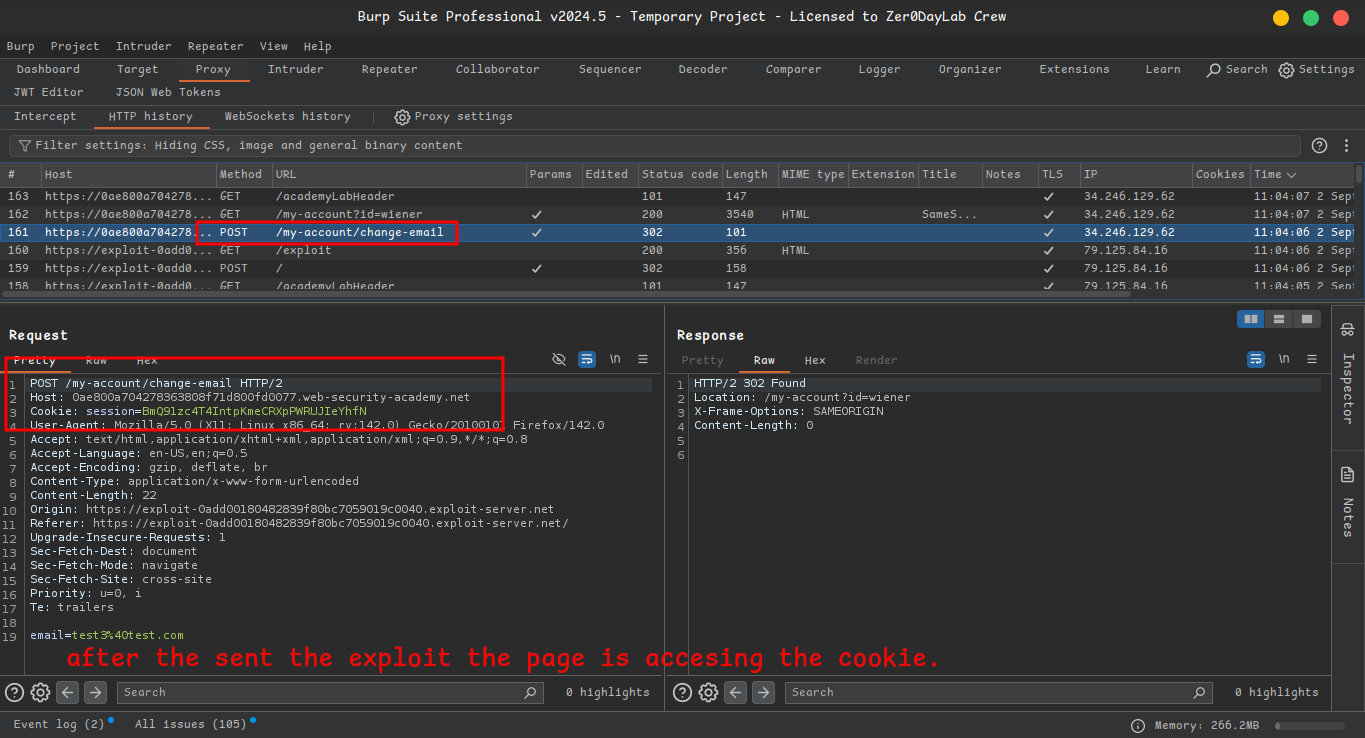 Burp Suite Professional v2024.5 - Temporary Project - Licensed to Zer0DayLab Crew
Burp Project Intruder Repeater View Help
Dashboard Target Proxy Intruder Repeater Collaborator Sequencer Decoder Comparer Logger Organizer Extensions Learn Search Settings
JWT Editor JSON Web Tokens
Intercept HTTP history WebSockets history Proxy settings
Filter settings: Hiding CSS, image and general binary content
# Host Method URL Params Edited Status code Length MIME type Extension Title Notes TLS IP Cookies Time
163 https://0ae800a704278... GET /academyLabHeader 101 147 ✓ 34.246.129.62 11:04:07 2 Sept
162 https://0ae800a704278... GET /my-account?id=wiener ✓ 200 3540 HTML SameS... ✓ 34.246.129.62 11:04:07 2 Sept
161 https://0ae800a704278... POST /my-account/change-email ✓ 302 101 ✓ 34.246.129.62 11:04:06 2 Sept
160 https://exploit-0add0... GET /exploit 200 356 HTML ✓ 79.125.84.16 11:04:06 2 Sept
159 https://exploit-0add0... POST / ✓ 302 158 ✓ 79.125.84.16 11:04:06 2 Sept
158 https://exploit-0add0... GET /academyLabHeader 101 147 ✓ 79.125.84.16 11:04:05 2 Sept
Request
Pretty Raw Hex \n
1 POST /my-account/change-email HTTP/2
2 Host: 0ae800a704278363808f71d800fd0077.web-security-academy.net
3 Cookie: session=BmQ9lzc4T4IntpKmeCRXpPWRUJIeYhfN
4 User-Agent: Mozilla/5.0 (X11; Linux x86_64; rv:142.0) Gecko/20100101 Firefox/142.0
5 Accept: text/html,application/xhtml+xml,application/xml;q=0.9,*/*;q=0.8
6 Accept-Language: en-US,en;q=0.5
7 Accept-Encoding: gzip, deflate, br
8 Content-Type: application/x-www-form-urlencoded
9 Content-Length: 22
10 Origin: https://exploit-0add00180482839f80bc7059019c0040.exploit-server.net
11 Referer: https://exploit-0add00180482839f80bc7059019c0040.exploit-server.net/
12 Upgrade-Insecure-Requests: 1
13 Sec-Fetch-Dest: document
14 Sec-Fetch-Mode: navigate
15 Sec-Fetch-Site: cross-site
16 Priority: u=0, i
17 Te: trailers
18
19 email=test3%40test.com
Response
Pretty Raw Hex Render \n
1 HTTP/2 302 Found
2 Location: /my-account?id=wiener
3 X-Frame-Options: SAMEORIGIN
4 Content-Length: 0
5
6
Inspector
Notes
after the sent the exploit the page is accesing the cookie.
Search 0 highlights
Search 0 highlights
Event log (2) All issues (105) Memory: 266.2MB